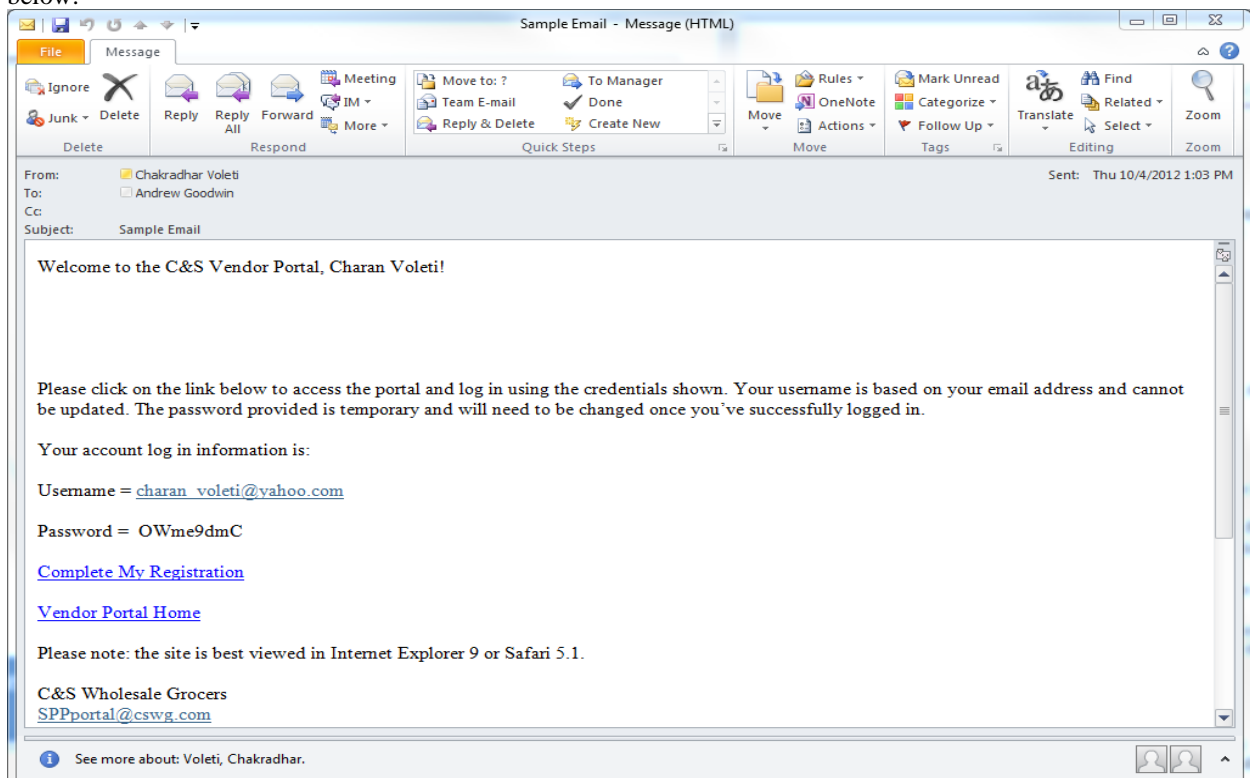 below:
Sample Email - Message (HTML)
File Message
Ignore
Junk
Delete
Reply
Reply All
Forward
Meeting
IM
More
Move to: ?
Team E-mail
Reply & Delete
To Manager
Done
Create New
Move
Rules
OneNote
Actions
Mark Unread
Categorize
Follow Up
Translate
Find
Related
Select
Zoom
Delete Respond Quick Steps Move Tags Editing Zoom
From: Chakradhar Voleti Sent: Thu 10/4/2012 1:03 PM
To: Andrew Goodwin
Cc:
Subject: Sample Email
Welcome to the C&S Vendor Portal, Charan Voleti!
Please click on the link below to access the portal and log in using the credentials shown. Your username is based on your email address and cannot
be updated. The password provided is temporary and will need to be changed once you've successfully logged in.
Your account log in information is:
Username = charan_voleti@yahoo.com
Password = OWme9dmC
Complete My Registration
Vendor Portal Home
Please note: the site is best viewed in Internet Explorer 9 or Safari 5.1.
C&S Wholesale Grocers
SPPportal@cswg.com
See more about: Voleti, Chakradhar.